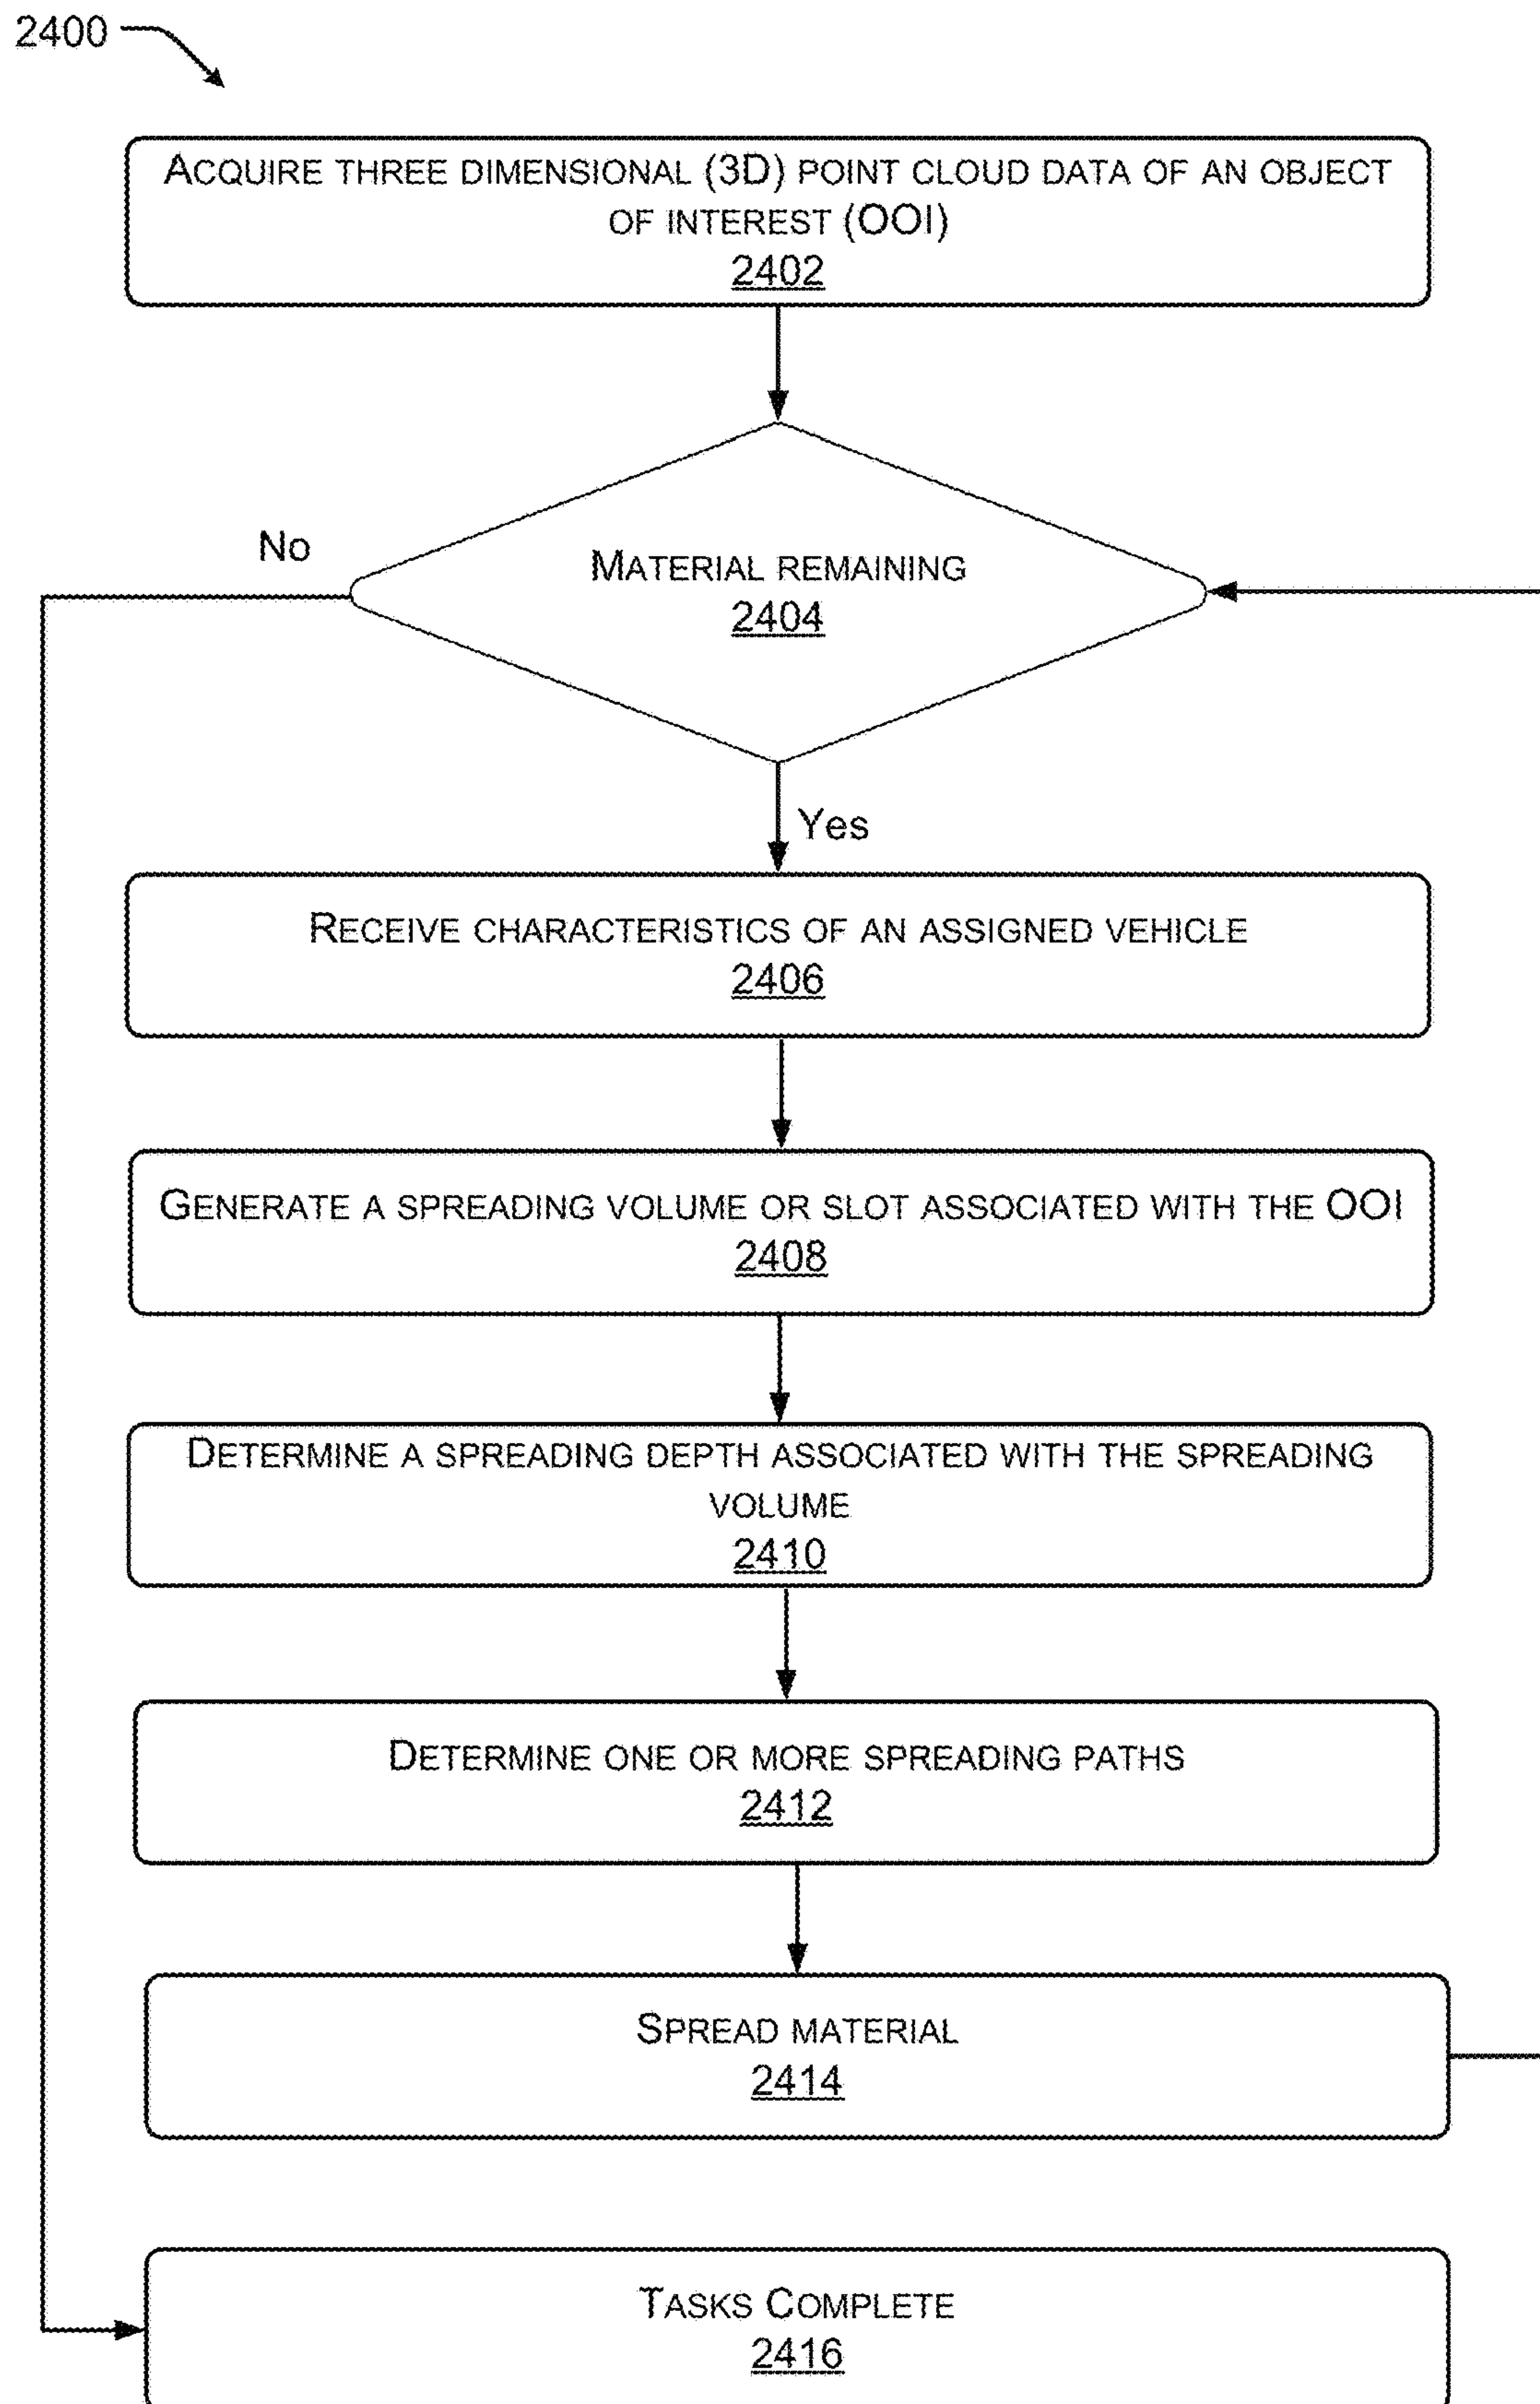 2400
ACQUIRE THREE DIMENSIONAL (3D) POINT CLOUD DATA OF AN OBJECT
OF INTEREST (OOI)
2402
No
MATERIAL REMAINING
2404
Yes
RECEIVE CHARACTERISTICS OF AN ASSIGNED VEHICLE
2406
GENERATE A SPREADING VOLUME OR SLOT ASSOCIATED WITH THE OOI
2408
DETERMINE A SPREADING DEPTH ASSOCIATED WITH THE SPREADING
VOLUME
2410
DETERMINE ONE OR MORE SPREADING PATHS
2412
SPREAD MATERIAL
2414
TASKS COMPLETE
2416